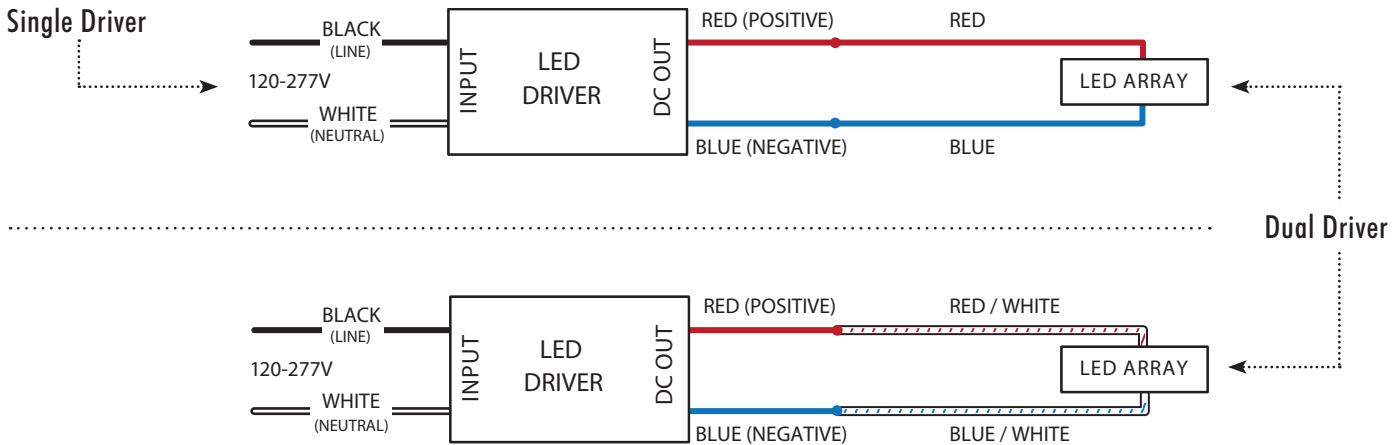 Single Driver
BLACK
(LINE)
120-277V
WHITE
(NEUTRAL)
INPUT
LED
DRIVER
DC OUT
RED (POSITIVE)
RED
LED ARRAY
BLUE (NEGATIVE)
BLUE
Dual Driver
BLACK
(LINE)
120-277V
WHITE
(NEUTRAL)
INPUT
LED
DRIVER
DC OUT
RED (POSITIVE)
RED / WHITE
LED ARRAY
BLUE (NEGATIVE)
BLUE / WHITE